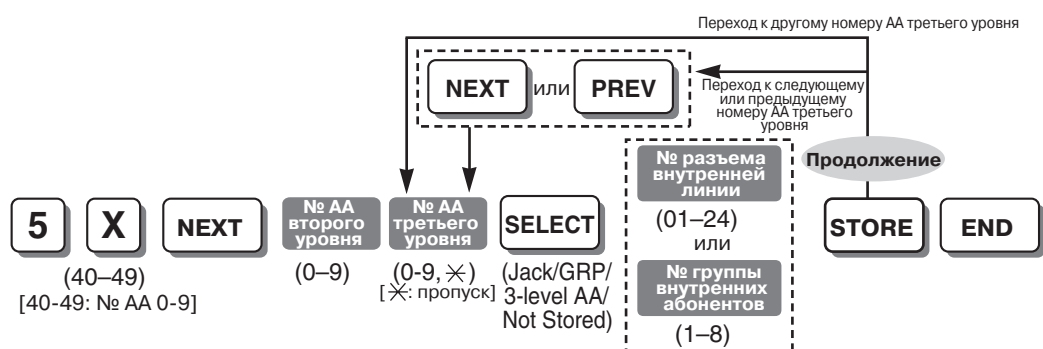 Переход к другому номеру АА третьего уровня
NEXT или PREV
Переход к следующему
или предыдущему
номеру АА третьего
уровня
№ разъема
внутренней
линии
(01–24)
или
№ группы
внутренних
абонентов
(1–8)
Продолжение
5 X NEXT
(40–49)
[40-49: № АА 0-9]
№ АА
второго
уровня
(0–9)
№ АА
третьего
уровня
(0-9, ✳)
[✳: пропуск]
SELECT
(Jack/GRP/
3-level AA/
Not Stored)
STORE END